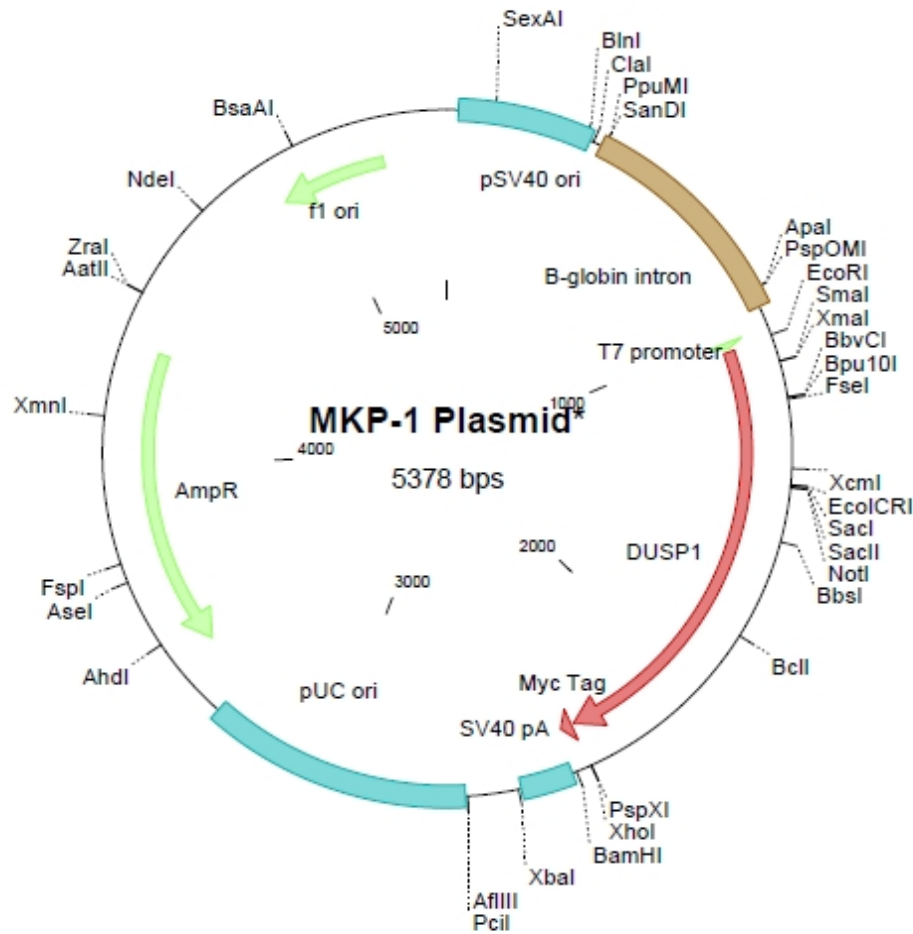 SexAI
BlnI
ClaI
PpuMI
SanDI
BsaAI
pSV40 ori
NdeI
f1 ori
ApaI
PspOMI
EcoRI
SmaI
XmaI
BbvCI
Bpu10I
FseI
ZraI
AatII
B-globin intron
5000
T7 promoter
1000
XmnI
MKP-1 Plasmid*
4000
5378 bps
AmpR
XcmI
EcoICRI
SacI
SacII
NotI
BbsI
DUSP1
2000
3000
FspI
AseI
AhdI
BclI
pUC ori
Myc Tag
SV40 pA
PspXI
XhoI
BamHI
XbaI
AflIII
PciI